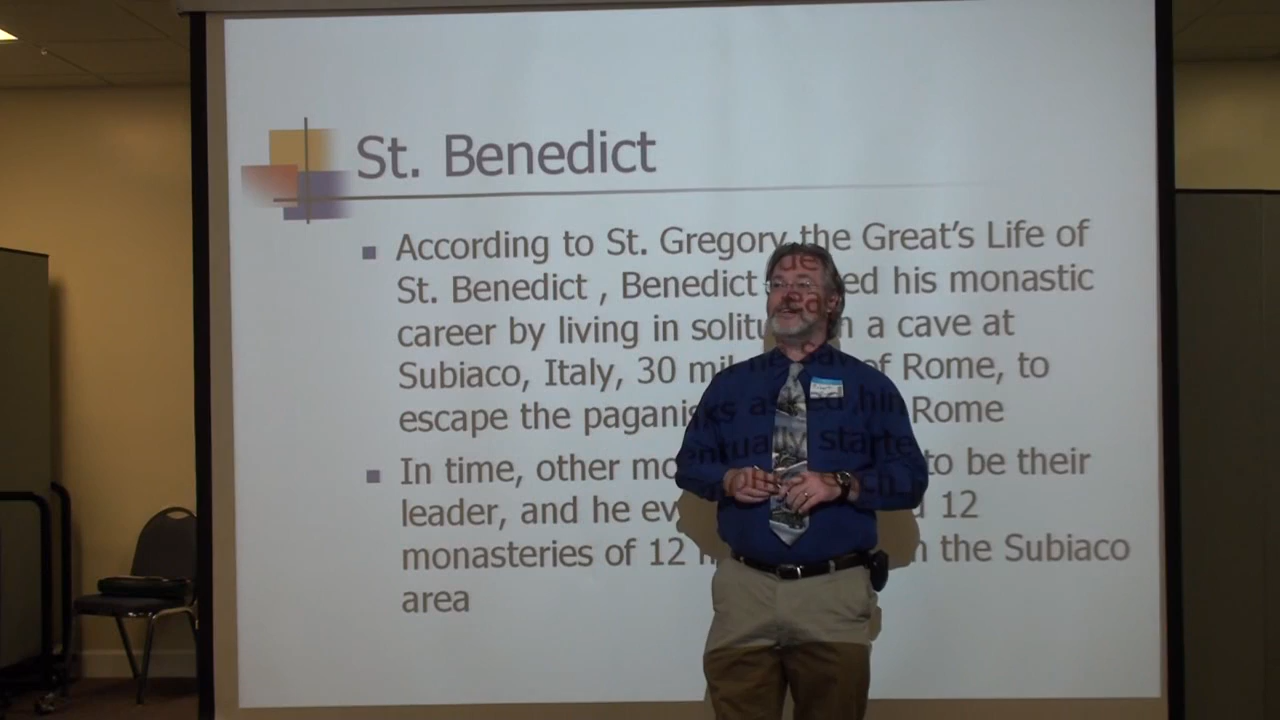 St. Benedict
According to St. Gregory the Great's Life of
St. Benedict , Benedict his monastic
career by living in a cave at
Subiaco, Italy, 30 of Rome, to
escape the Rome
In time, other to be their
leader, and he 12
monasteries of 12 the Subiaco
area